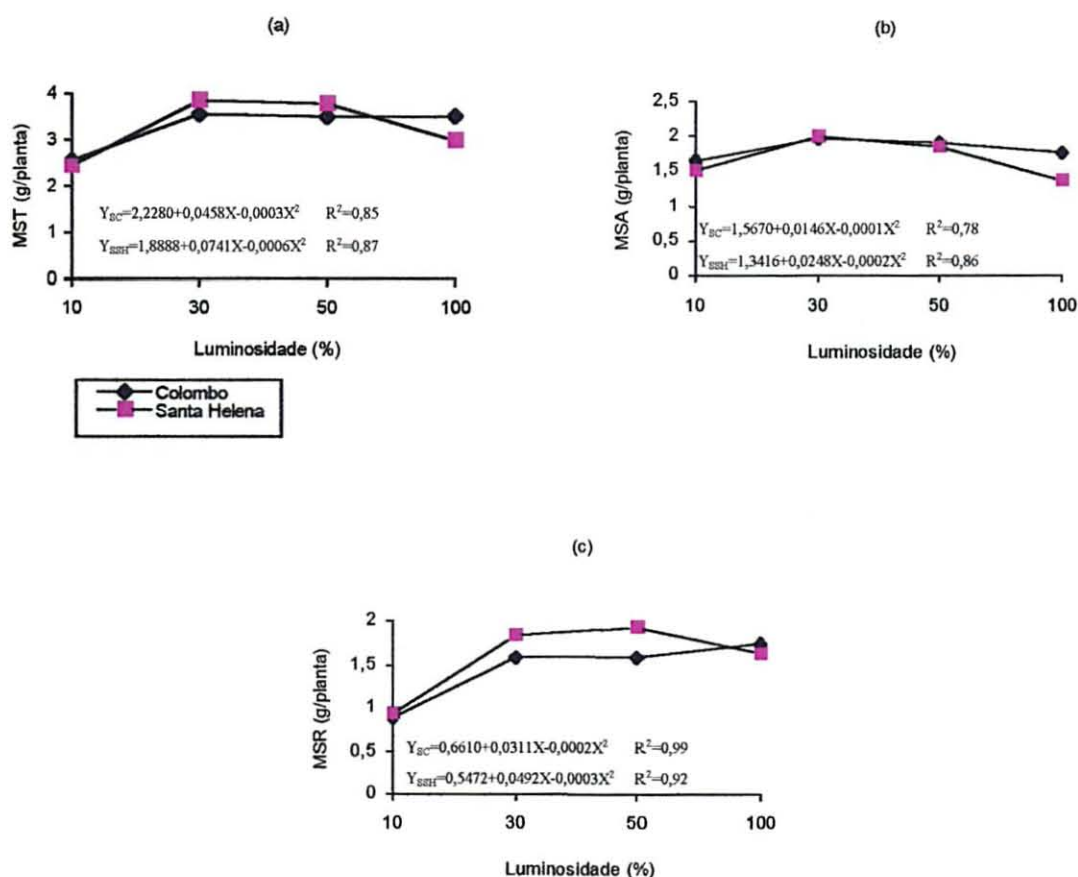 (a)
MST (g/planta)
4
3
2
1
0
Y_SC=2,2280+0,0458X-0,0003X² R²=0,85
Y_SSH=1,8888+0,0741X-0,0006X² R²=0,87
10 30 50 100
Luminosidade (%)
Colombo
Santa Helena
(b)
MSA (g/planta)
2,5
2
1,5
1
0,5
0
Y_SC=1,5670+0,0146X-0,0001X² R²=0,78
Y_SSH=1,3416+0,0248X-0,0002X² R²=0,86
10 30 50 100
Luminosidade (%)
(c)
MSR (g/planta)
2
1,5
1
0,5
0
Y_SC=0,6610+0,0311X-0,0002X² R²=0,99
Y_SSH=0,5472+0,0492X-0,0003X² R²=0,92
10 30 50 100
Luminosidade (%)